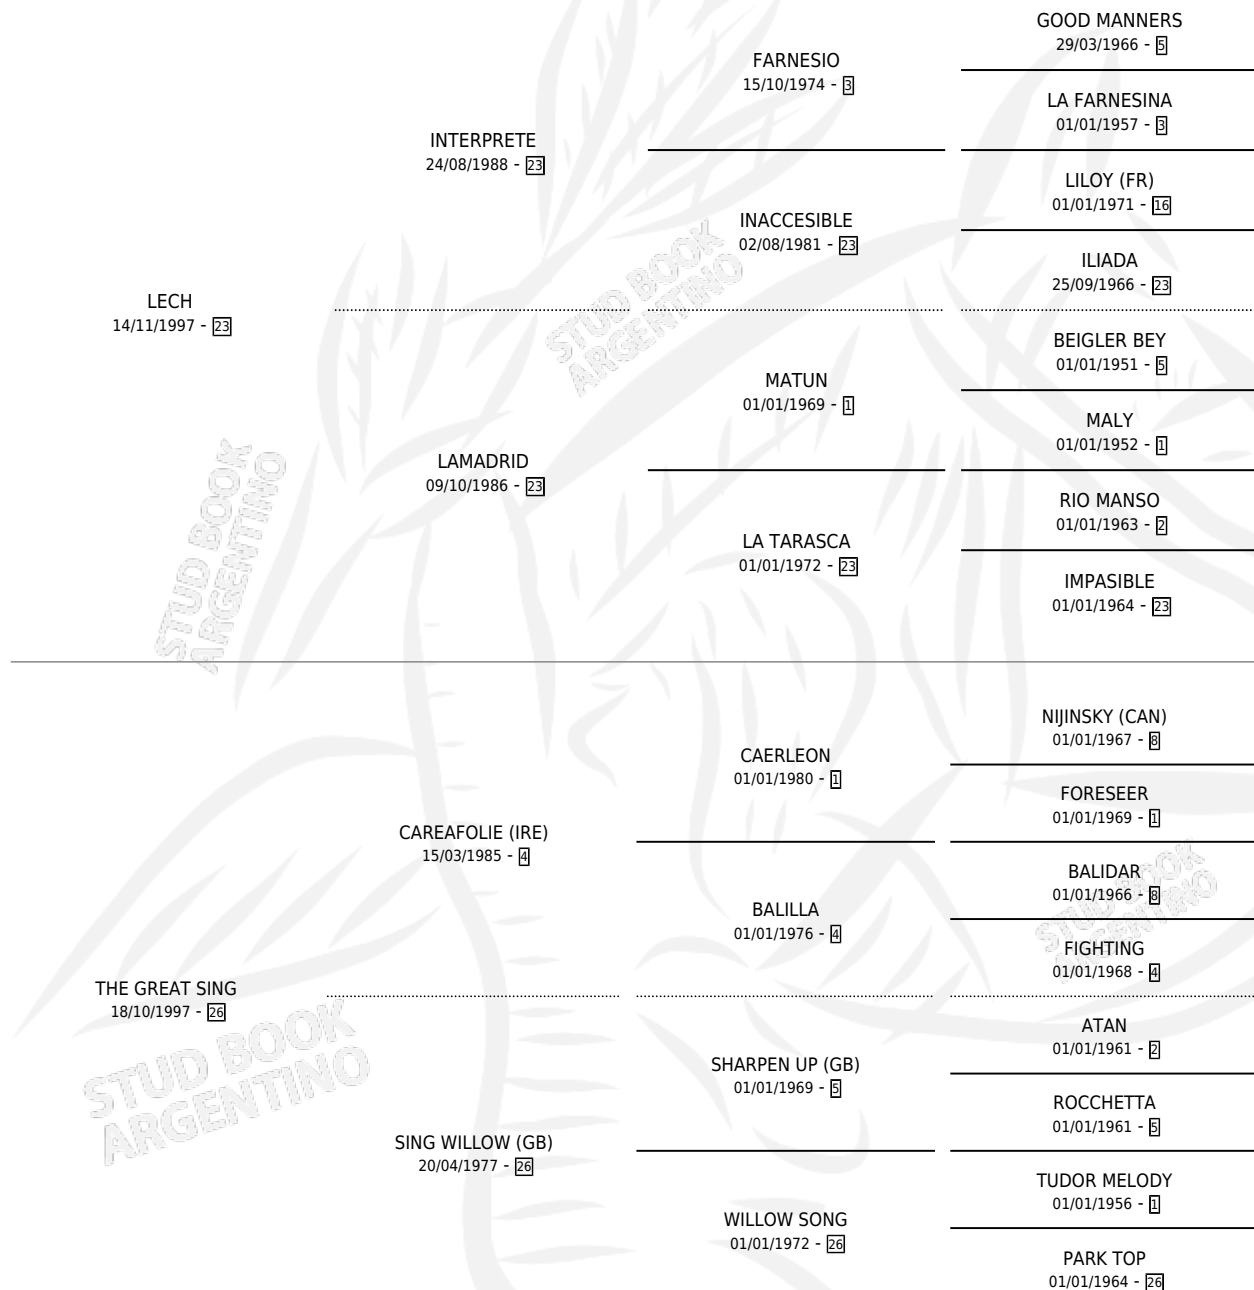 GOOD MANNERS
29/03/1966 - 5
FARNESIO
15/10/1974 - 3
LA FARNESINA
01/01/1957 - 3
INTERPRETE
24/08/1988 - 23
LILOY (FR)
01/01/1971 - 16
INACCESIBLE
02/08/1981 - 23
ILIADA
25/09/1966 - 23
LECH
14/11/1997 - 23
STUD BOOK
ARGENTINO
BEIGLER BEY
01/01/1951 - 5
MATUN
01/01/1969 - 1
MALY
01/01/1952 - 1
LAMADRID
09/10/1986 - 23
RIO MANSO
01/01/1963 - 2
LA TARASCA
01/01/1972 - 23
IMPASIBLE
01/01/1964 - 23
STUD BOOK
ARGENTINO
NIJINSKY (CAN)
01/01/1967 - 8
CAERLEON
01/01/1980 - 1
FORESEER
01/01/1969 - 1
CAREAFOLIE (IRE)
15/03/1985 - 4
BALIDAR
01/01/1966 - 8
STUD BOOK
ARGENTINO
BALILLA
01/01/1976 - 4
FIGHTING
01/01/1968 - 4
THE GREAT SING
18/10/1997 - 26
STUD BOOK
ARGENTINO
ATAN
01/01/1961 - 2
SHARPEN UP (GB)
01/01/1969 - 5
ROCCHETTA
01/01/1961 - 5
SING WILLOW (GB)
20/04/1977 - 26
TUDOR MELODY
01/01/1956 - 1
WILLOW SONG
01/01/1972 - 26
PARK TOP
01/01/1964 - 26